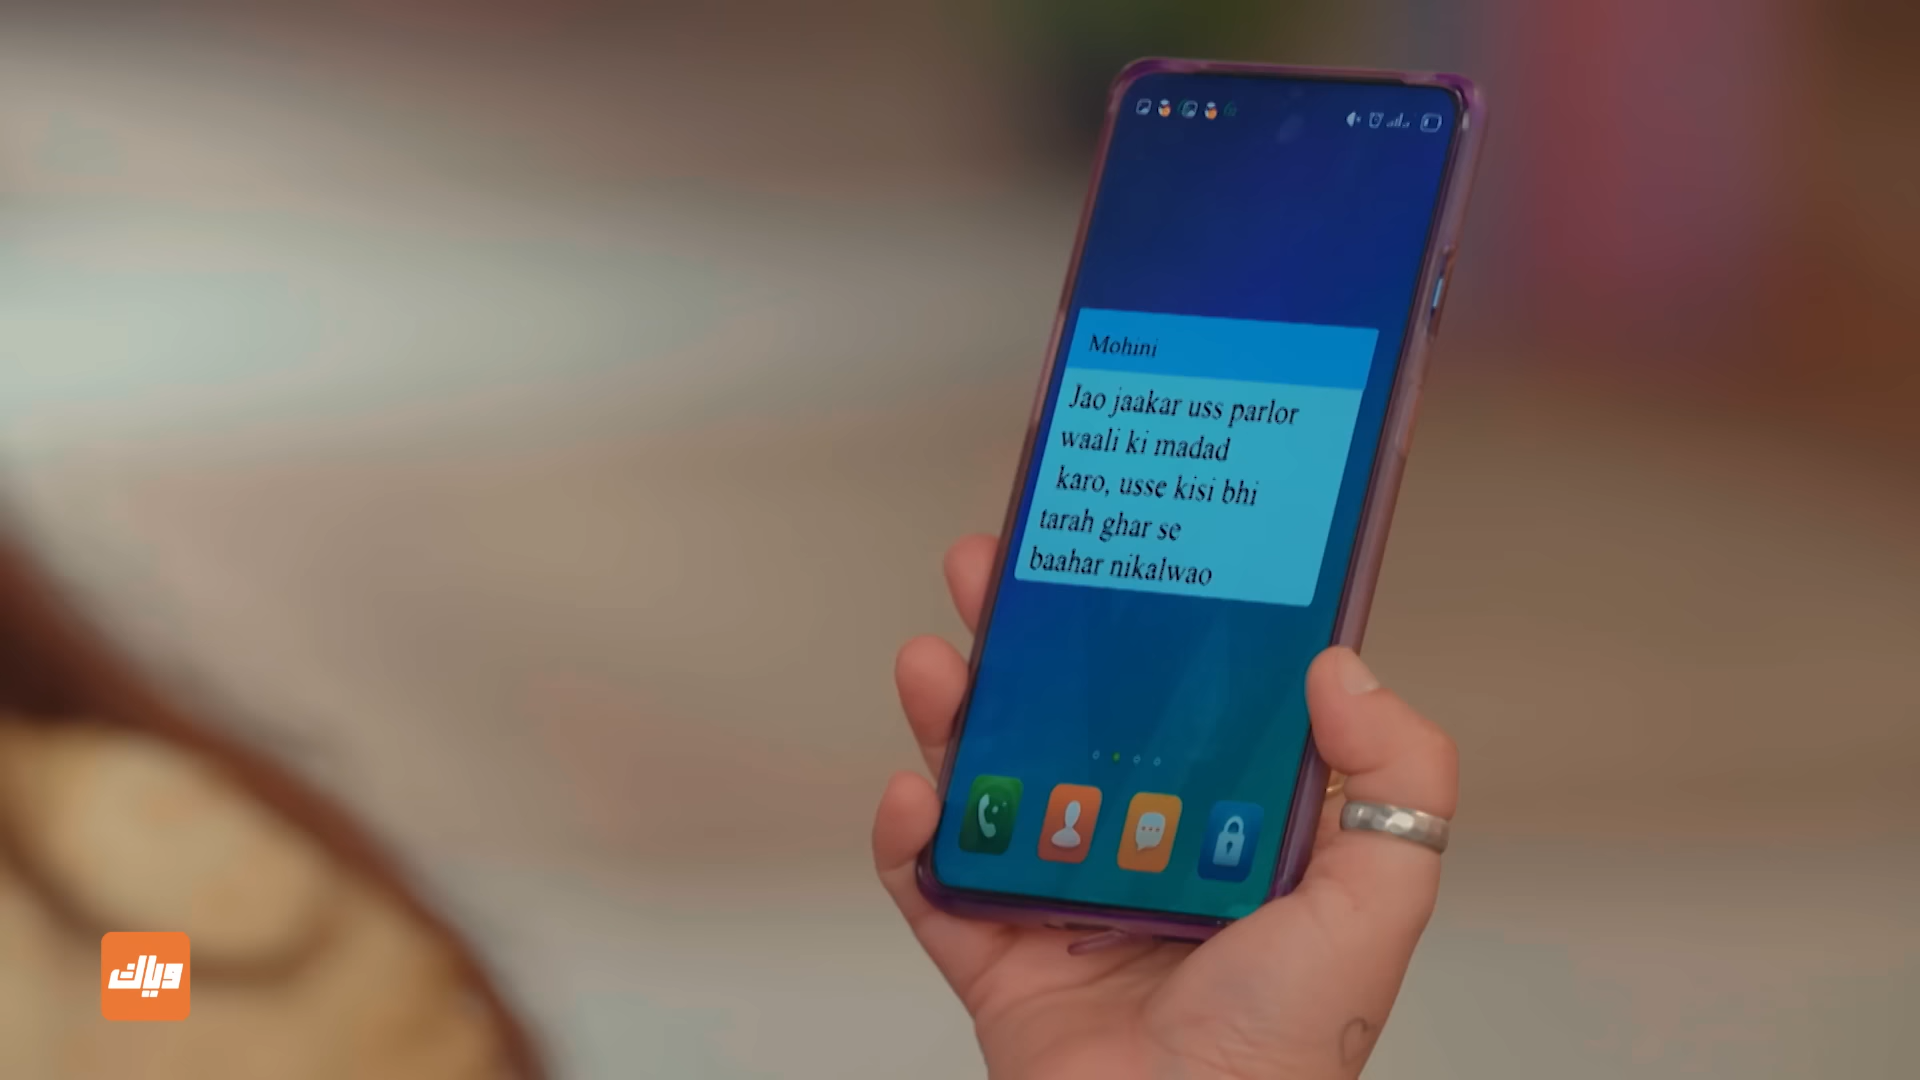 Mohini
Jao jaakar uss parlor
waali ki madad
karo, usse kisi bhi
tarah ghar se
baahar nikalwao
وياك